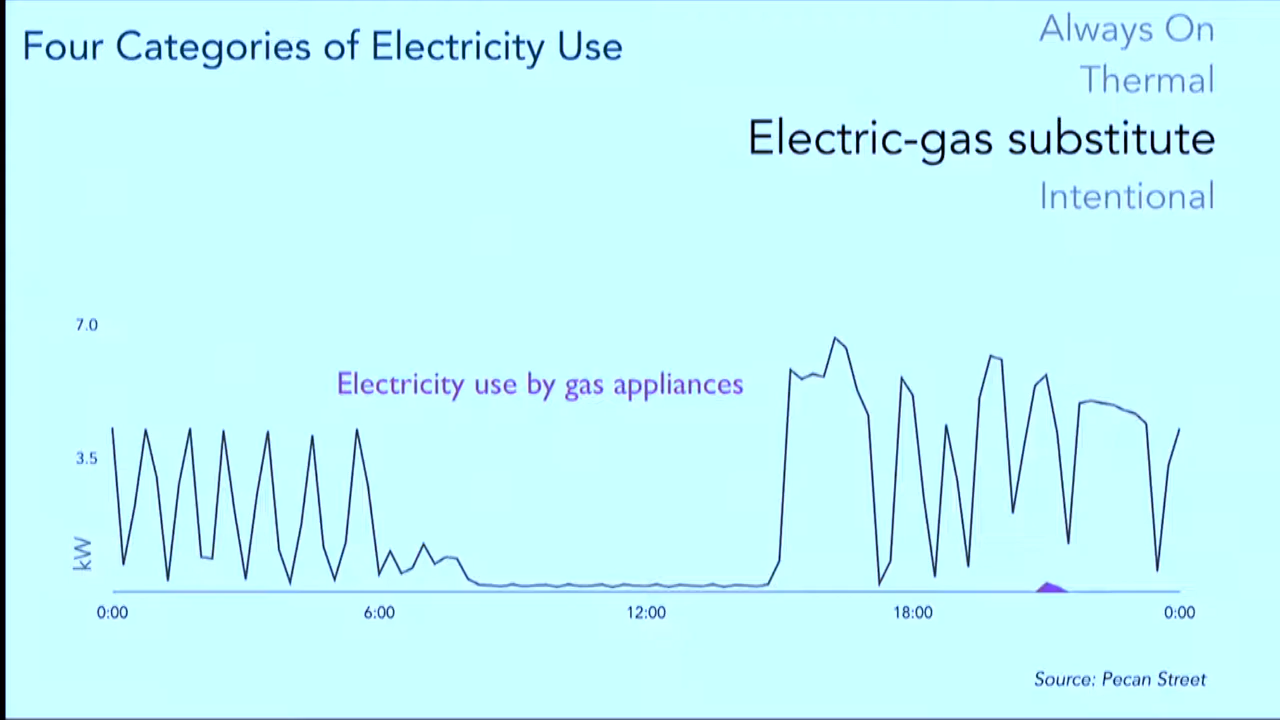 Four Categories of Electricity Use
Always On
Thermal
Electric-gas substitute
Intentional
7.0
Electricity use by gas appliances
3.5
kW
0:00
6:00
12:00
18:00
0:00
Source: Pecan Street